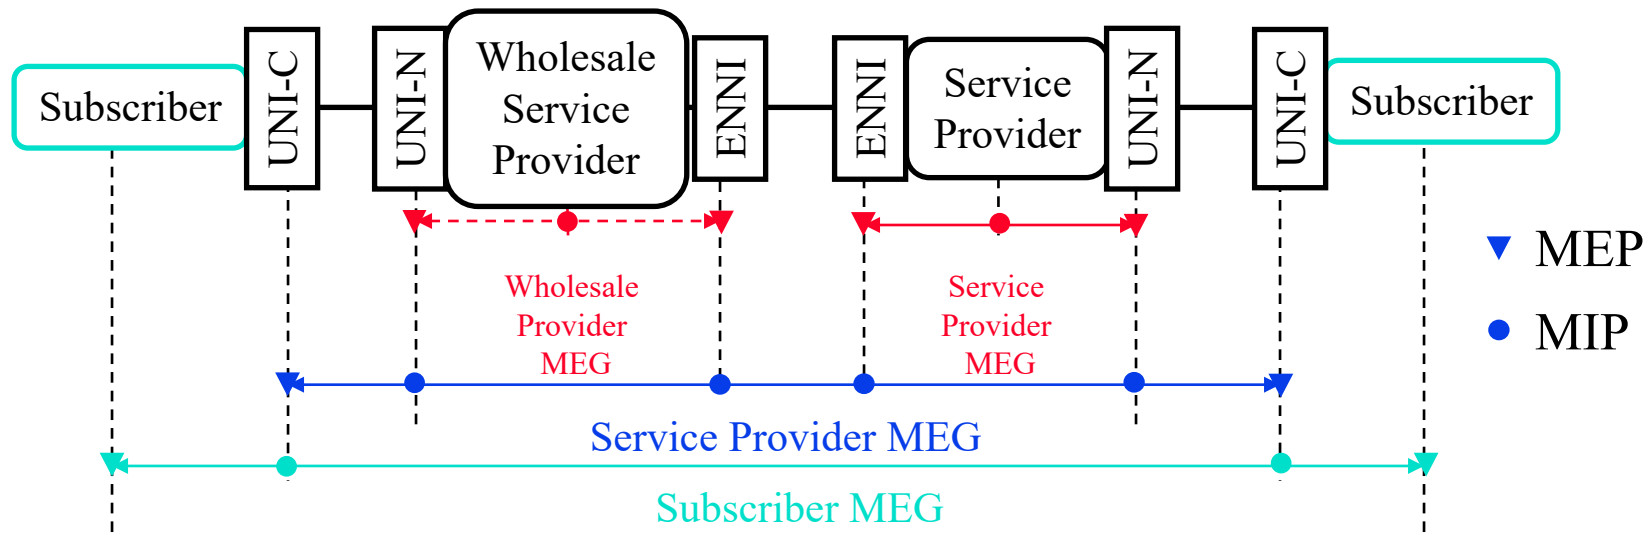 Subscriber
UNI-C
UNI-N
Wholesale
Service
Provider
ENNI
ENNI
Service
Provider
UNI-N
UNI-C
Subscriber
Wholesale
Provider
MEG
Service
Provider
MEG
MEP
MIP
Service Provider MEG
Subscriber MEG